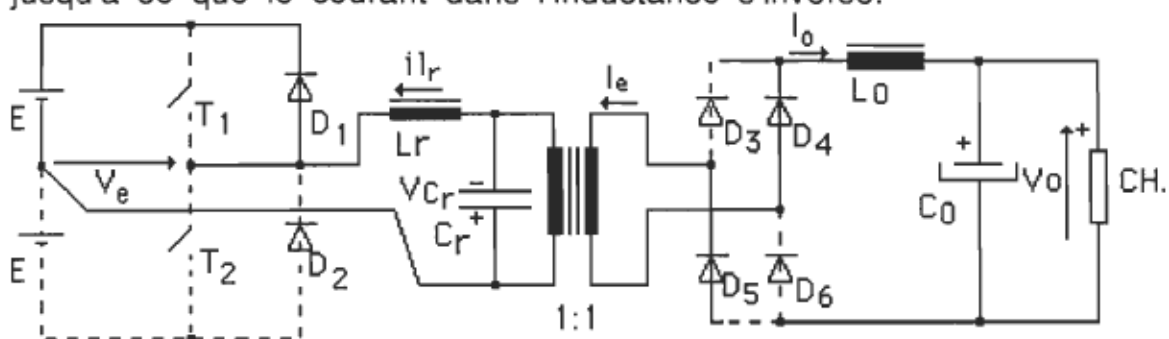 jusqu'à ce que le courant dans l'inductance s'inverse.
E
T1
D1
Ve
E
T2
D2
ilr
Lr
VCr
-
+
Cr
1:1
Ie
D3
D4
D5
D6
Io
Lo
+
Co
Vo
+
CH.